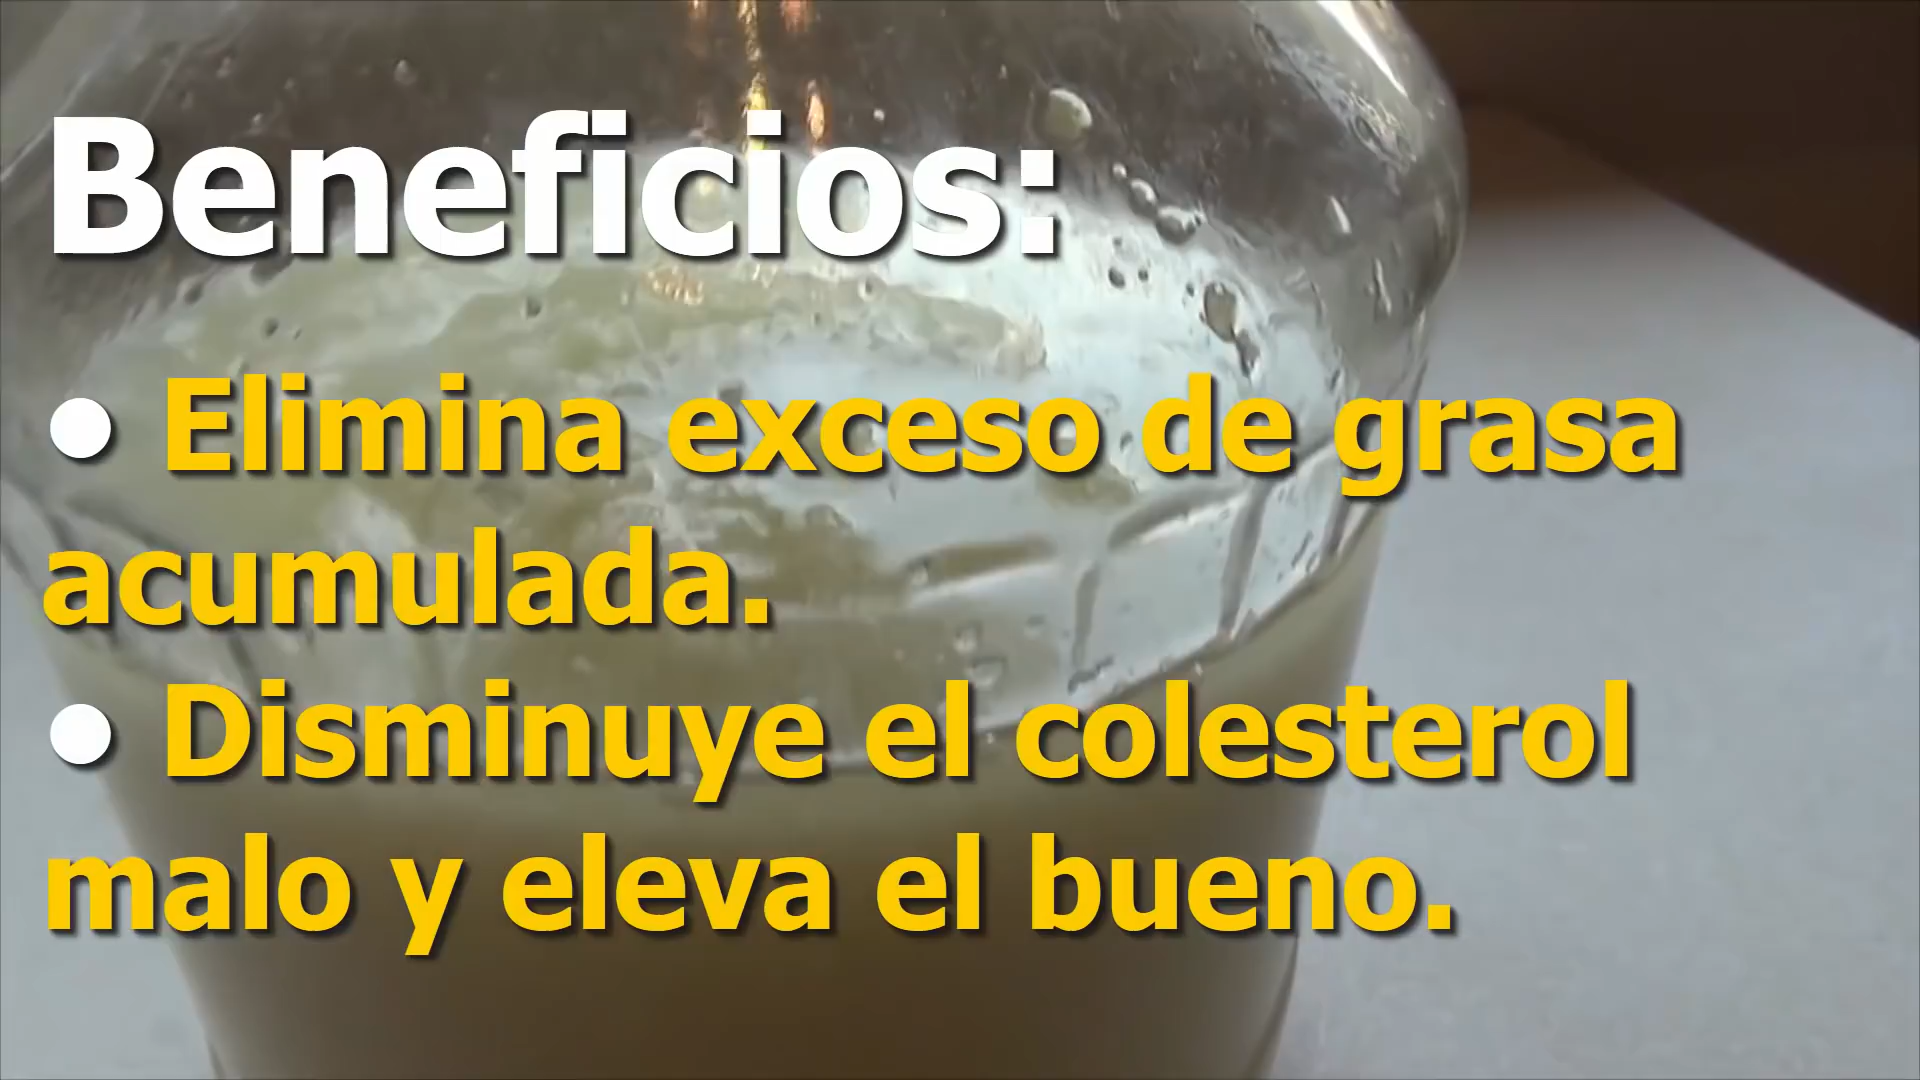 Beneficios:
• Elimina exceso de grasa
acumulada.
• Disminuye el colesterol
malo y eleva el bueno.